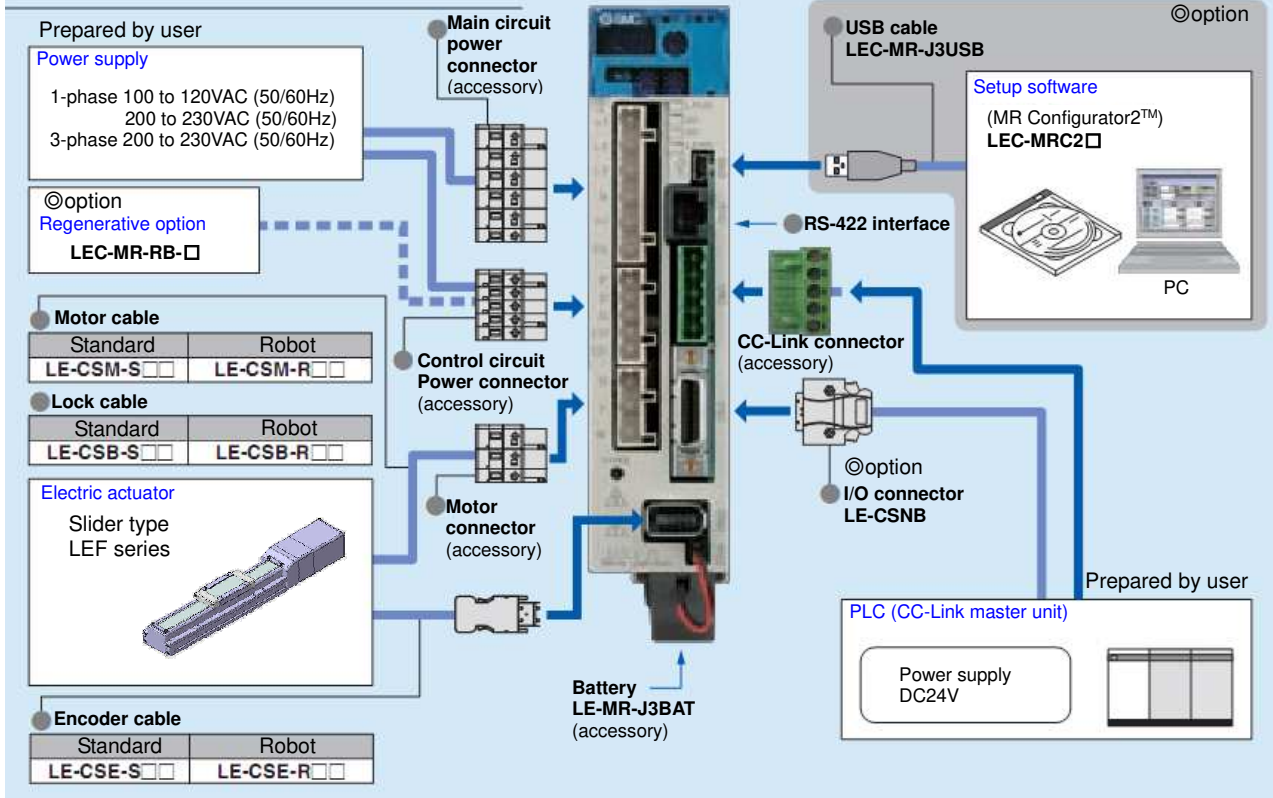 Prepared by user
Power supply
1-phase 100 to 120VAC (50/60Hz)
200 to 230VAC (50/60Hz)
3-phase 200 to 230VAC (50/60Hz)
◎option
Regenerative option
LEC-MR-RB-□
Motor cable
Standard Robot
LE-CSM-S□□ LE-CSM-R□□
Lock cable
Standard Robot
LE-CSB-S□□ LE-CSB-R□□
Electric actuator
Slider type
LEF series
Encoder cable
Standard Robot
LE-CSE-S□□ LE-CSE-R□□
Main circuit
power
connector
(accessory)
Control circuit
Power connector
(accessory)
Motor
connector
(accessory)
SMC
Battery
LE-MR-J3BAT
(accessory)
◎option
USB cable
LEC-MR-J3USB
Setup software
(MR Configurator2TM)
LEC-MRC2□
PC
RS-422 interface
CC-Link connector
(accessory)
◎option
I/O connector
LE-CSNB
Prepared by user
PLC (CC-Link master unit)
Power supply
DC24V